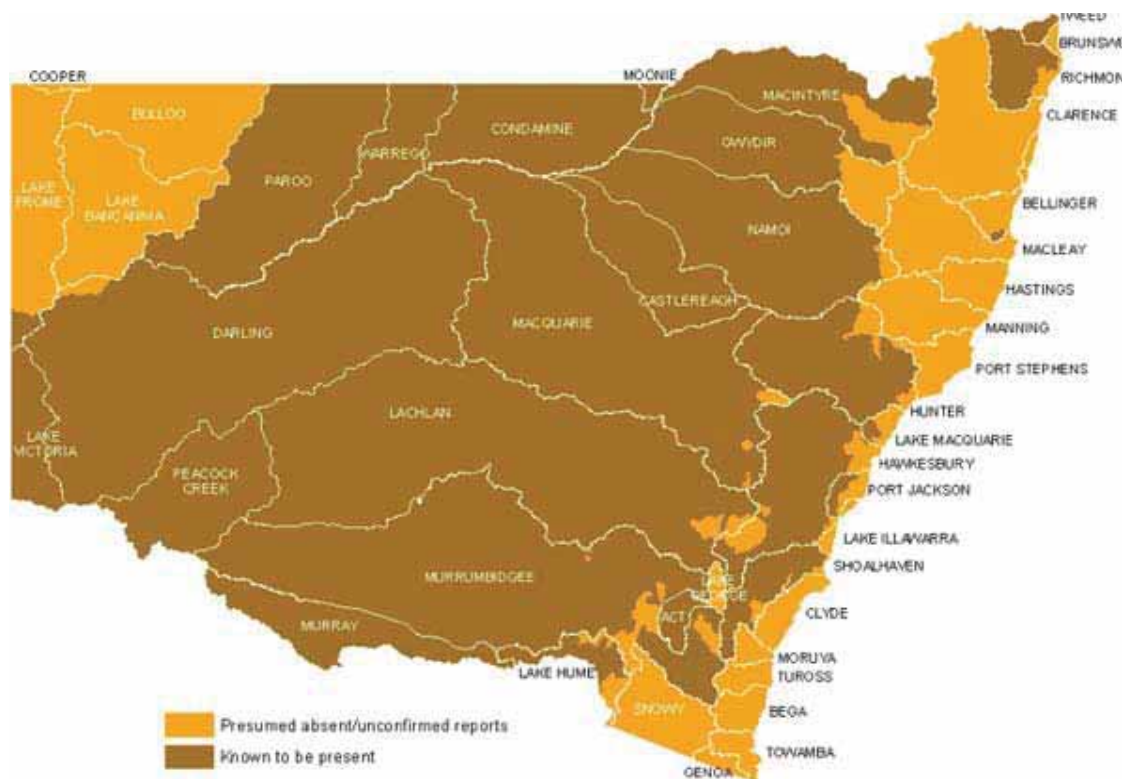 TWEED
BRUNSWI
COOPER
MOONIE
RICHMON
BULLOO
MACINTYRE
CLARENCE
CONDAMINE
GWYDIR
WARREGO
PAROO
LAKE
FROME
LAKE
BANCANNIA
BELLINGER
NAMOI
MACLEAY
HASTINGS
CASTLEREAGH
DARLING
MACQUARIE
MANNING
PORT STEPHENS
LACHLAN
HUNTER
LAKE
VICTORIA
LAKE MACQUARIE
HAWKESBURY
PEACOCK
CREEK
PORT JACKSON
LAKE ILLAWARRA
SHOALHAVEN
MURRUMBIDGEE
LAKE
GEORGE
ACT
CLYDE
MURRAY
MORUYA
LAKE HUME
TUROSS
SNOWY
BEGA
Presumed absent/unconfirmed reports
Known to be present
TOWAMBA
GENOA